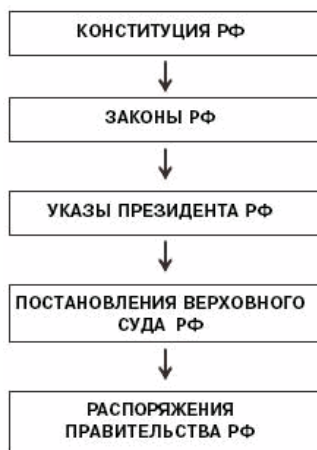 КОНСТИТУЦИЯ РФ
ЗАКОНЫ РФ
УКАЗЫ ПРЕЗИДЕНТА РФ
ПОСТАНОВЛЕНИЯ ВЕРХОВНОГО
СУДА РФ
РАСПОРЯЖЕНИЯ
ПРАВИТЕЛЬСТВА РФ